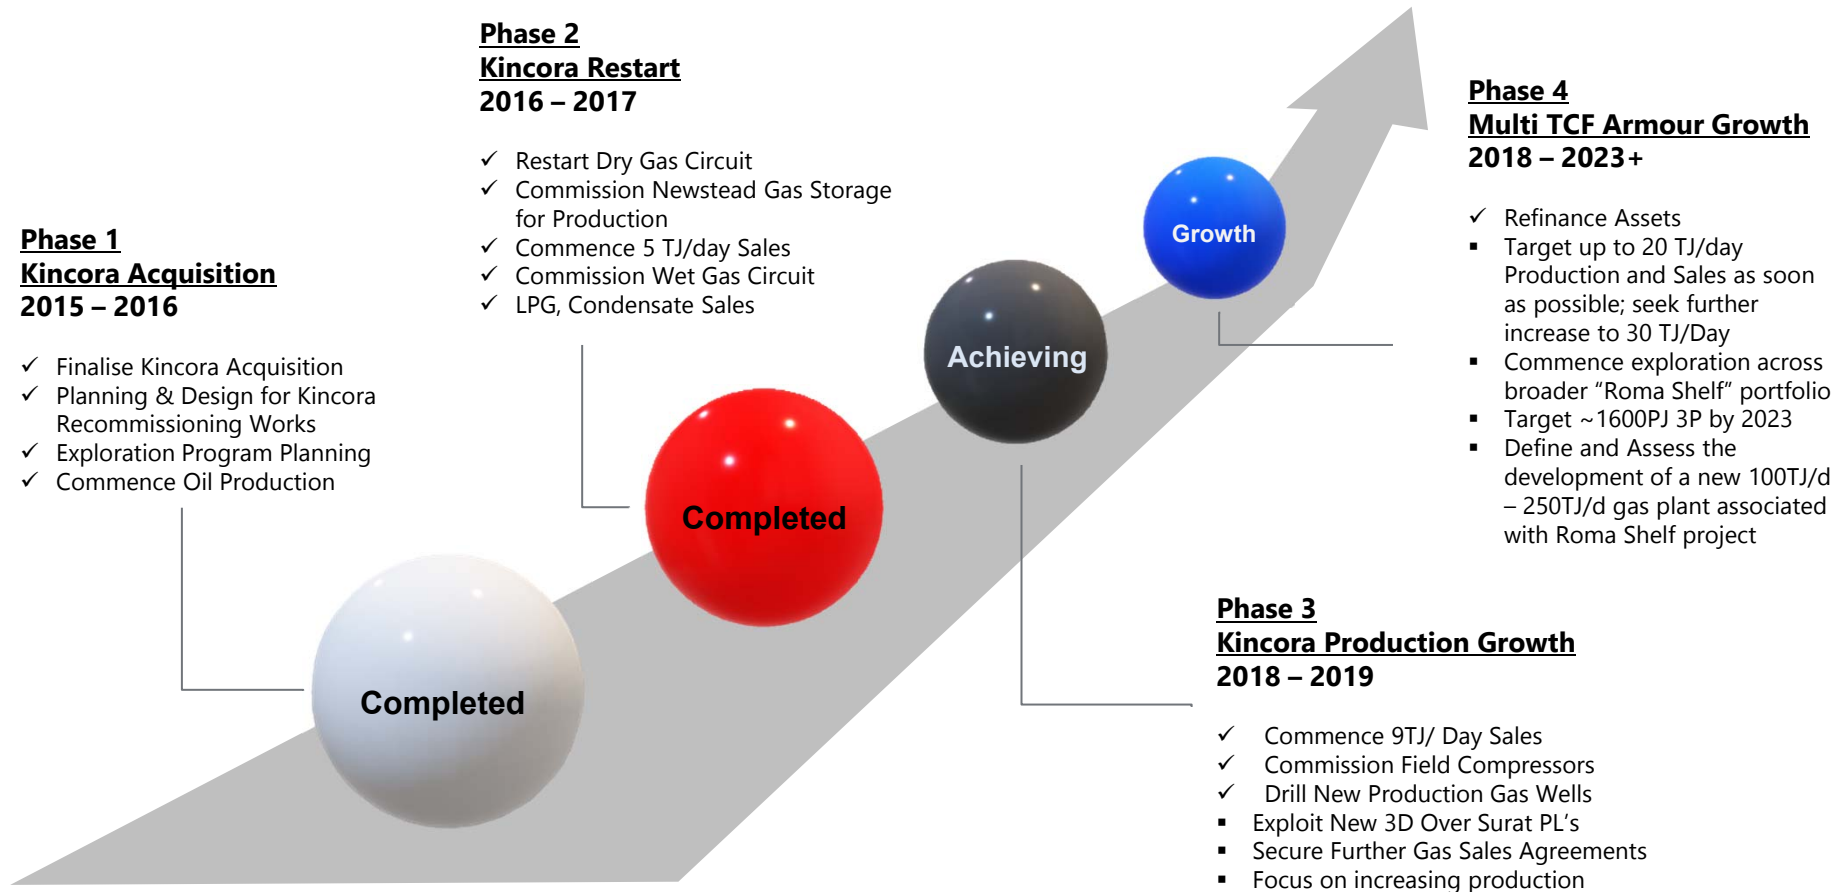 Phase 1
Kincora Acquisition
2015 – 2016
✓ Finalise Kincora Acquisition
✓ Planning & Design for Kincora
Recommissioning Works
✓ Exploration Program Planning
✓ Commence Oil Production
Completed
Phase 2
Kincora Restart
2016 – 2017
✓ Restart Dry Gas Circuit
✓ Commission Newstead Gas Storage
for Production
✓ Commence 5 TJ/day Sales
✓ Commission Wet Gas Circuit
✓ LPG, Condensate Sales
Completed
Achieving
Phase 3
Kincora Production Growth
2018 – 2019
✓ Commence 9TJ/ Day Sales
✓ Commission Field Compressors
✓ Drill New Production Gas Wells
▪ Exploit New 3D Over Surat PL's
▪ Secure Further Gas Sales Agreements
▪ Focus on increasing production
Growth
Phase 4
Multi TCF Armour Growth
2018 – 2023+
✓ Refinance Assets
▪ Target up to 20 TJ/day
Production and Sales as soon
as possible; seek further
increase to 30 TJ/Day
▪ Commence exploration across
broader “Roma Shelf” portfolio
▪ Target ~1600PJ 3P by 2023
▪ Define and Assess the
development of a new 100TJ/d
– 250TJ/d gas plant associated
with Roma Shelf project